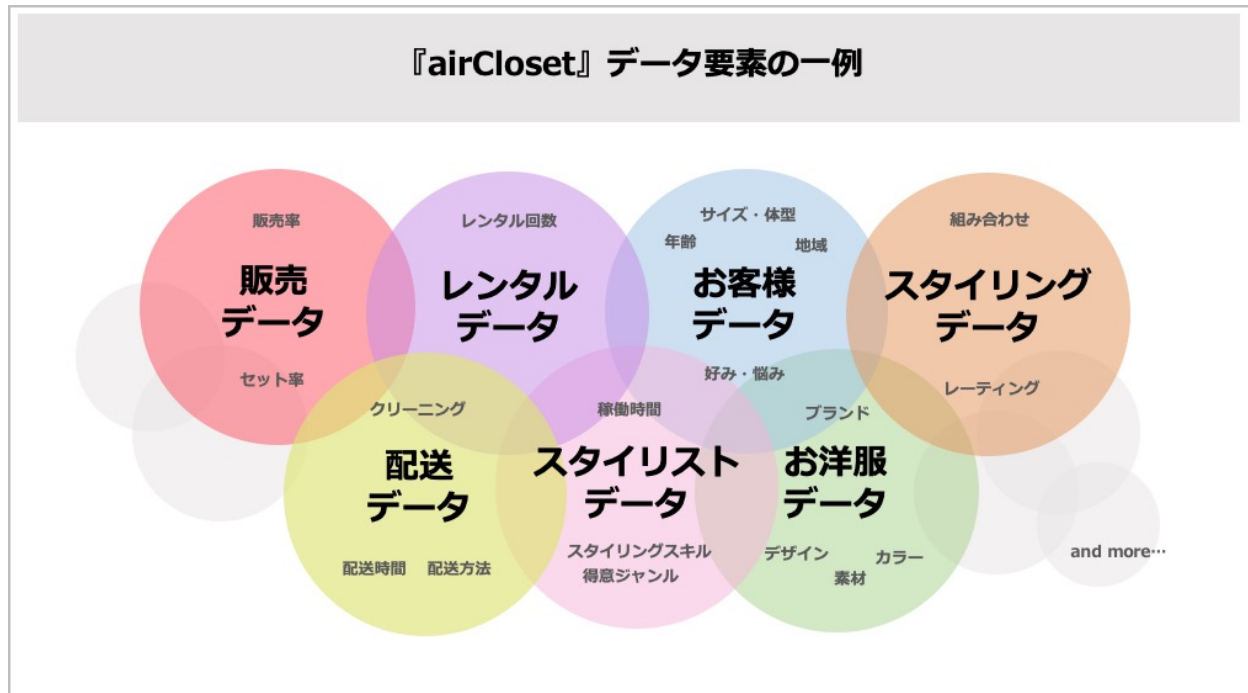 『airCloset』データ要素の一例
販売率
販売
データ
セット率
レンタル回数
レンタル
データ
サイズ・体型
年齢
地域
お客様
データ
好み・悩み
組み合わせ
スタイリング
データ
レーティング
クリーニング
配送
データ
配送時間
配送方法
稼働時間
スタイリスト
データ
スタイリングスキル
得意ジャンル
ブランド
お洋服
データ
デザイン
カラー
素材
and more…